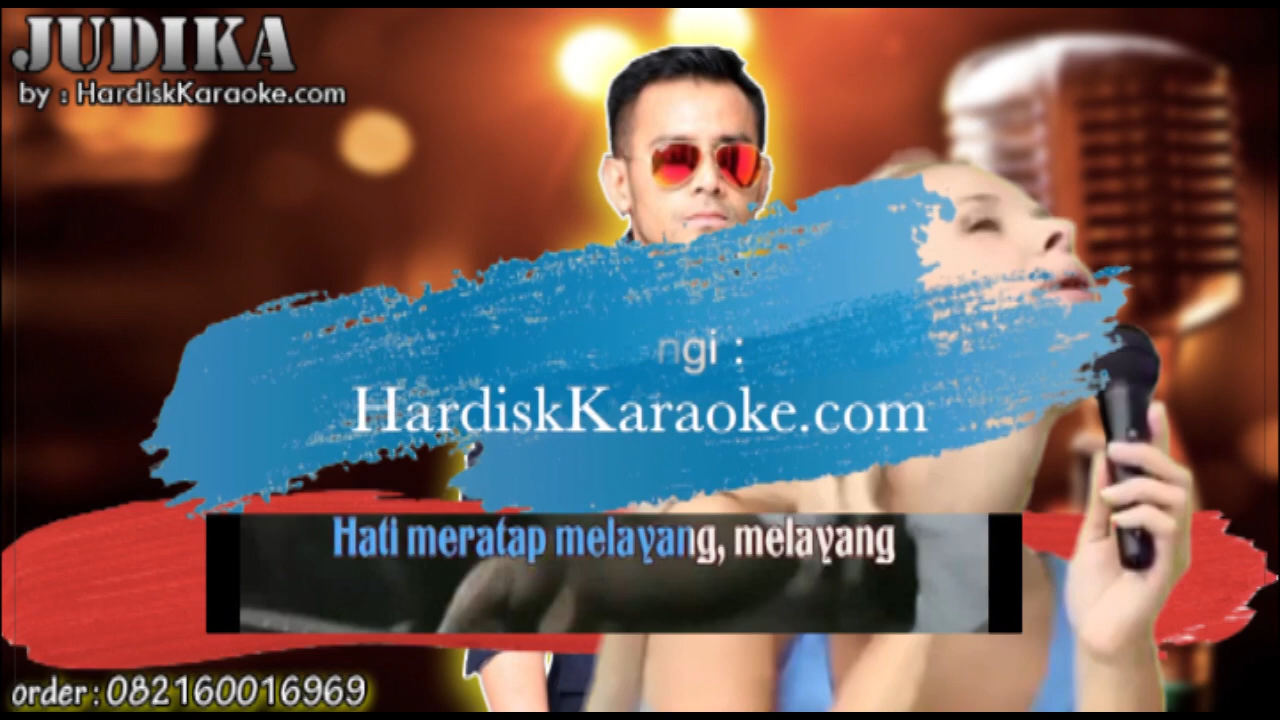 JUDIKA
by : HardiskKaraoke.com
ngi :
HardiskKaraoke.com
Hati meratap melayang, melayang
order : 082160016969